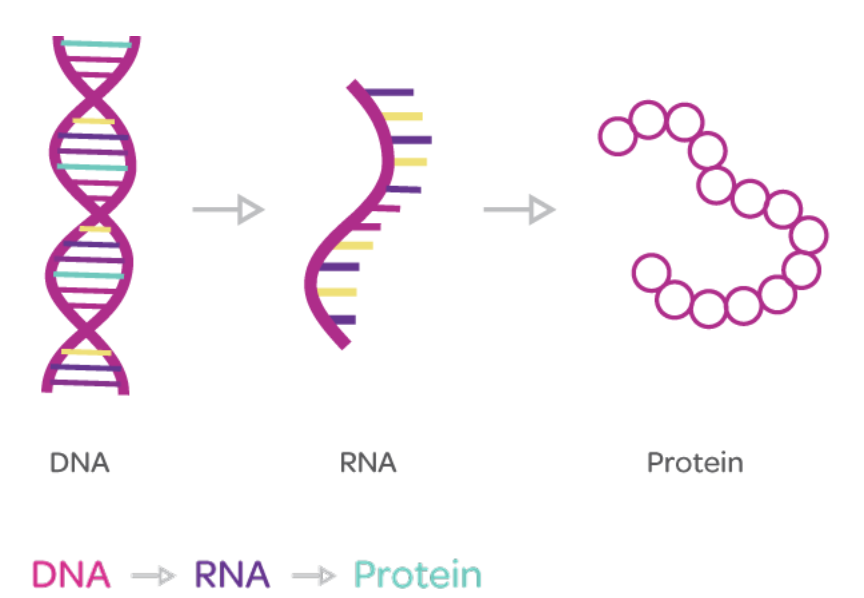 DNA RNA Protein
DNA → RNA → Protein